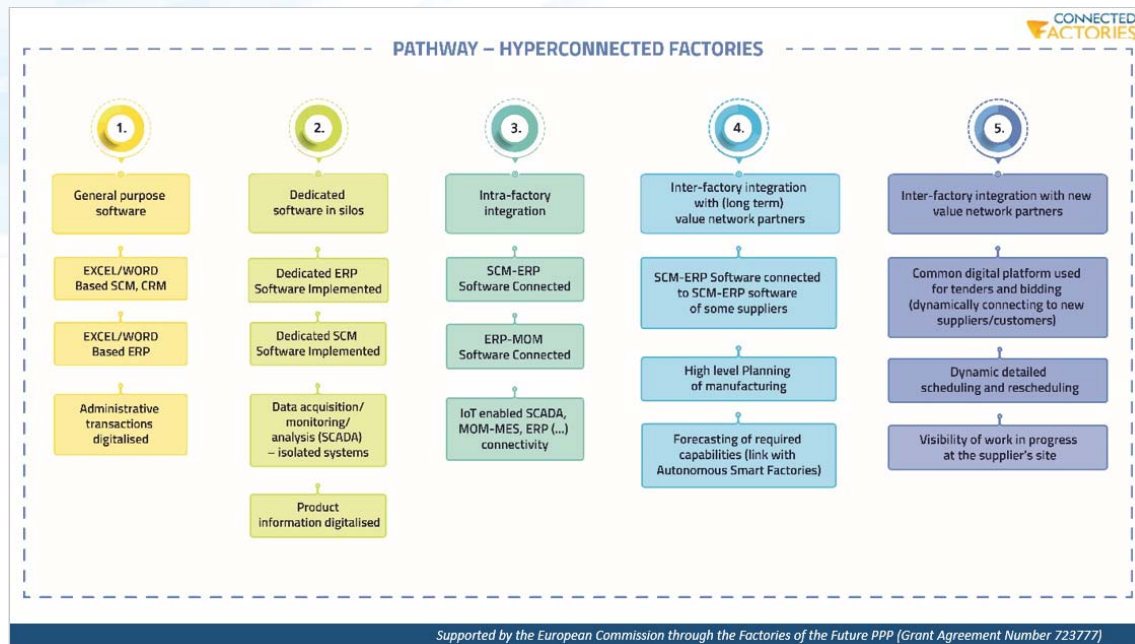 CONNECTED
FACTORIES
PATHWAY – HYPERCONNECTED FACTORIES
1.
General purpose
software
EXCEL/WORD
Based SCM, CRM
EXCEL/WORD
Based ERP
Administrative
transactions
digitalised
2.
Dedicated
software in silos
Dedicated ERP
Software Implemented
Dedicated SCM
Software Implemented
Data acquisition/
monitoring/
analysis (SCADA)
– isolated systems
Product
information digitalised
3.
Intra-factory
integration
SCM-ERP
Software Connected
ERP-MOM
Software Connected
IoT enabled SCADA,
MOM-MES, ERP (...)
connectivity
4.
Inter-factory integration
with (long term)
value network partners
SCM-ERP Software connected
to SCM-ERP software
of some suppliers
High level Planning
of manufacturing
Forecasting of required
capabilities (link with
Autonomous Smart Factories)
5.
Inter-factory integration with new
value network partners
Common digital platform used
for tenders and bidding
(dynamically connecting to new
suppliers/customers)
Dynamic detailed
scheduling and rescheduling
Visibility of work in progress
at the supplier's site
Supported by the European Commission through the Factories of the Future PPP (Grant Agreement Number 723777)